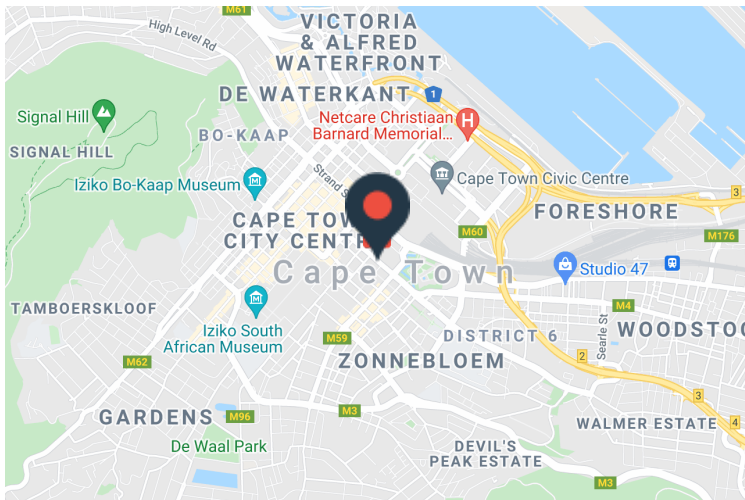 M61
VICTORIA
& ALFRED
WATERFRONT
High Level Rd
DE WATERKANT
1
Signal Hill
Netcare Christiaan
Barnard Memorial...
H
BO-KAAP
SIGNAL HILL
Strand S
Iziko Bo-Kaap Museum
Cape Town Civic Centre
3
CAPE TOW
CITY CENTR
FORESHORE
M60
M176
Cape Town
Studio 47
TAMBOERSKLOOF
M4
Iziko South
African Museum
M59
DISTRICT 6
Searle St
WOODSTOC
M62
ZONNEBLOEM
2
3
GARDENS
M96
M3
4
WALMER ESTATE
De Waal Park
DEVIL'S
PEAK ESTATE
M3